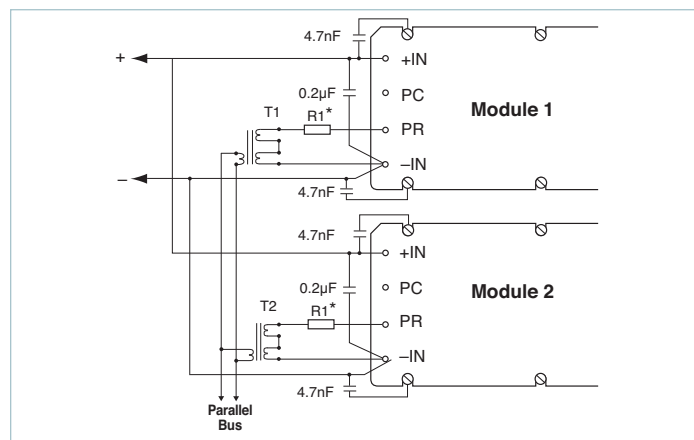 4.7nF
+
+IN
0.2µF
PC
Module 1
T1
R1*
PR
–IN
–
4.7nF
4.7nF
+IN
0.2µF
PC
Module 2
T2
R1*
PR
–IN
4.7nF
Parallel
Bus